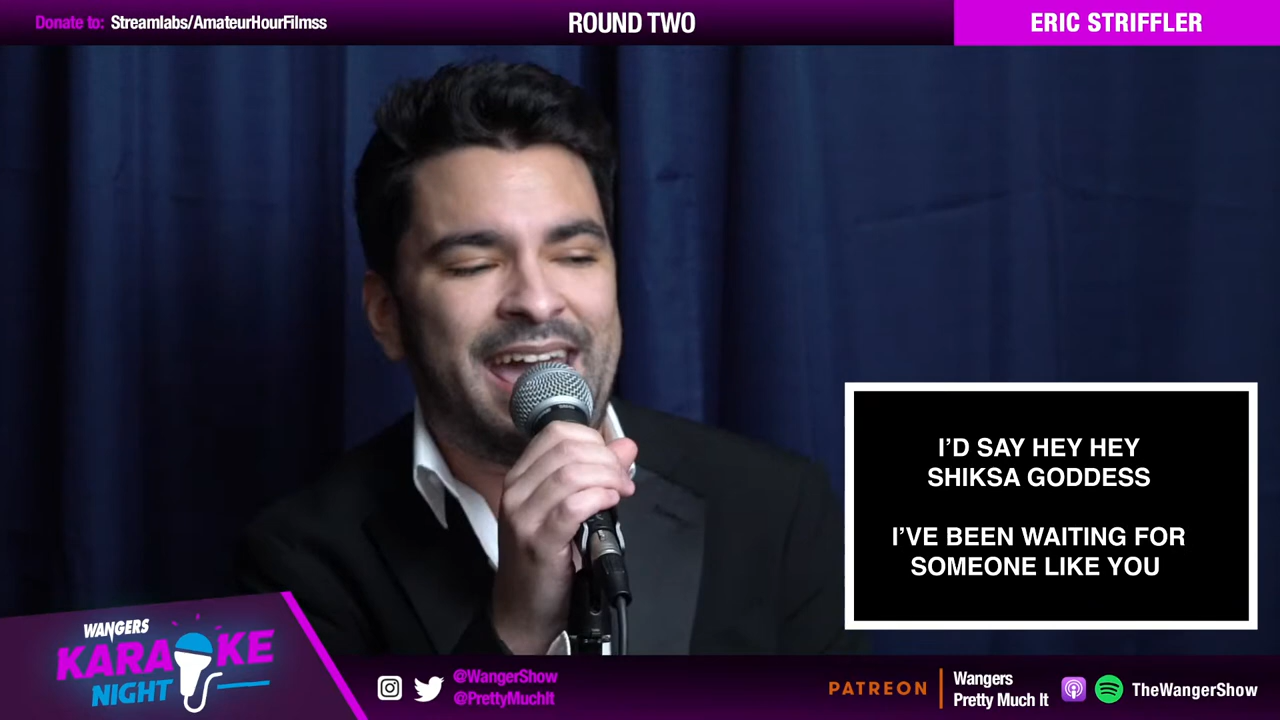 Donate to: Streamlabs/AmateurHourFilmss
ROUND TWO
ERIC STRIFFLER
I'D SAY HEY HEY
SHIKSA GODDESS
I'VE BEEN WAITING FOR
SOMEONE LIKE YOU
WANGERS
KARAOKE
NIGHT
@WangerShow
@PrettyMuchIt
PATREON
Wangers
Pretty Much It
TheWangerShow